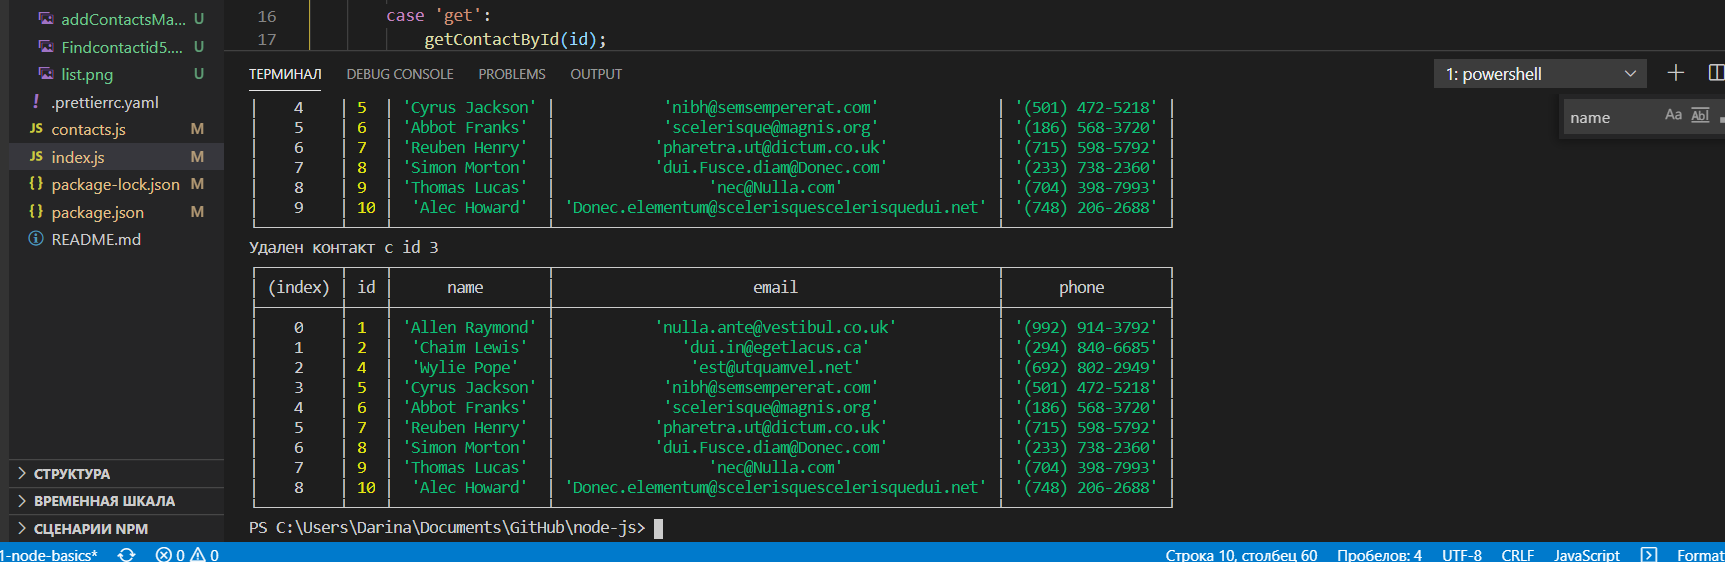 addContactsMa... U
Findcontactid5.... U
list.png U
! .prettierrc.yaml
JS contacts.js M
JS index.js M
{} package-lock.json M
{} package.json M
README.md
СТРУКТУРА
ВРЕМЕННАЯ ШКАЛА
СЦЕНАРИИ NPM
16 case 'get':
17 getContactById(id);
ТЕРМИНАЛ DEBUG CONSOLE PROBLEMS OUTPUT 1: powershell
name Aa Abl
4 5 'Cyrus Jackson' 'nibh@semsempererat.com' '(501) 472-5218'
5 6 'Abbot Franks' 'scelerisque@magnis.org' '(186) 568-3720'
6 7 'Reuben Henry' 'pharetra.ut@dictum.co.uk' '(715) 598-5792'
7 8 'Simon Morton' 'dui.Fusce.diam@Donec.com' '(233) 738-2360'
8 9 'Thomas Lucas' 'nec@Nulla.com' '(704) 398-7993'
9 10 'Alec Howard' 'Donec.elementum@scelerisquescelerisquedui.net' '(748) 206-2688'
Удален контакт с id 3
(index) id name email phone
0 1 'Allen Raymond' 'nulla.ante@vestibul.co.uk' '(992) 914-3792'
1 2 'Chaim Lewis' 'dui.in@egetlacus.ca' '(294) 840-6685'
2 4 'Wylie Pope' 'est@utquamvel.net' '(692) 802-2949'
3 5 'Cyrus Jackson' 'nibh@semsempererat.com' '(501) 472-5218'
4 6 'Abbot Franks' 'scelerisque@magnis.org' '(186) 568-3720'
5 7 'Reuben Henry' 'pharetra.ut@dictum.co.uk' '(715) 598-5792'
6 8 'Simon Morton' 'dui.Fusce.diam@Donec.com' '(233) 738-2360'
7 9 'Thomas Lucas' 'nec@Nulla.com' '(704) 398-7993'
8 10 'Alec Howard' 'Donec.elementum@scelerisquescelerisquedui.net' '(748) 206-2688'
PS C:\Users\Darina\Documents\GitHub\node-js>
1-node-basics* 0 0 Строка 10, столбец 60 Пробелов: 4 UTF-8 CRLF JavaScript Format